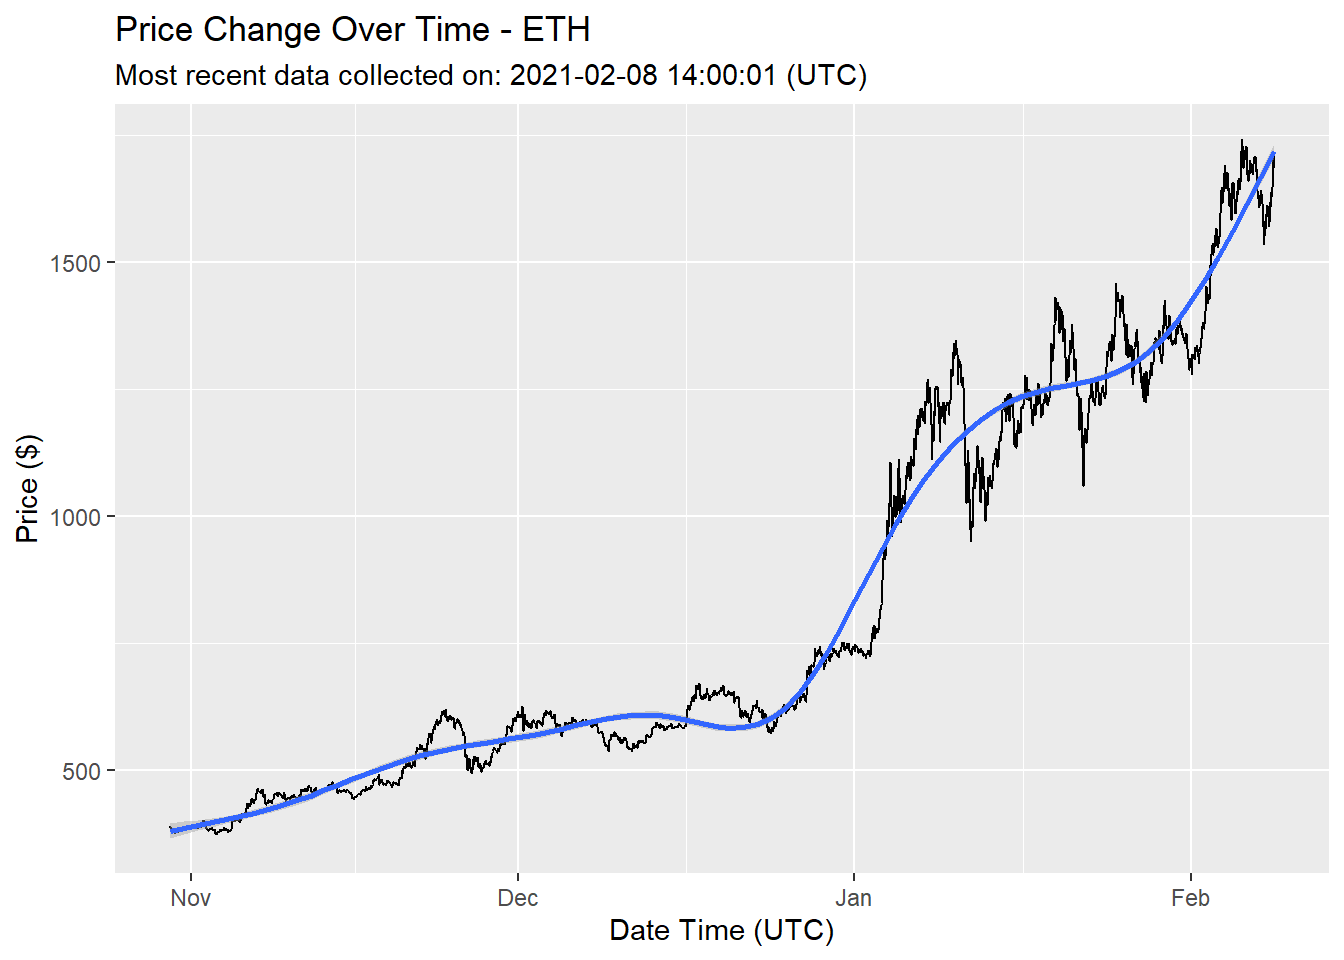 Price Change Over Time - ETH
Most recent data collected on: 2021-02-08 14:00:01 (UTC)
Price ($)
1500
1000
500
Nov Dec Jan Feb
Date Time (UTC)